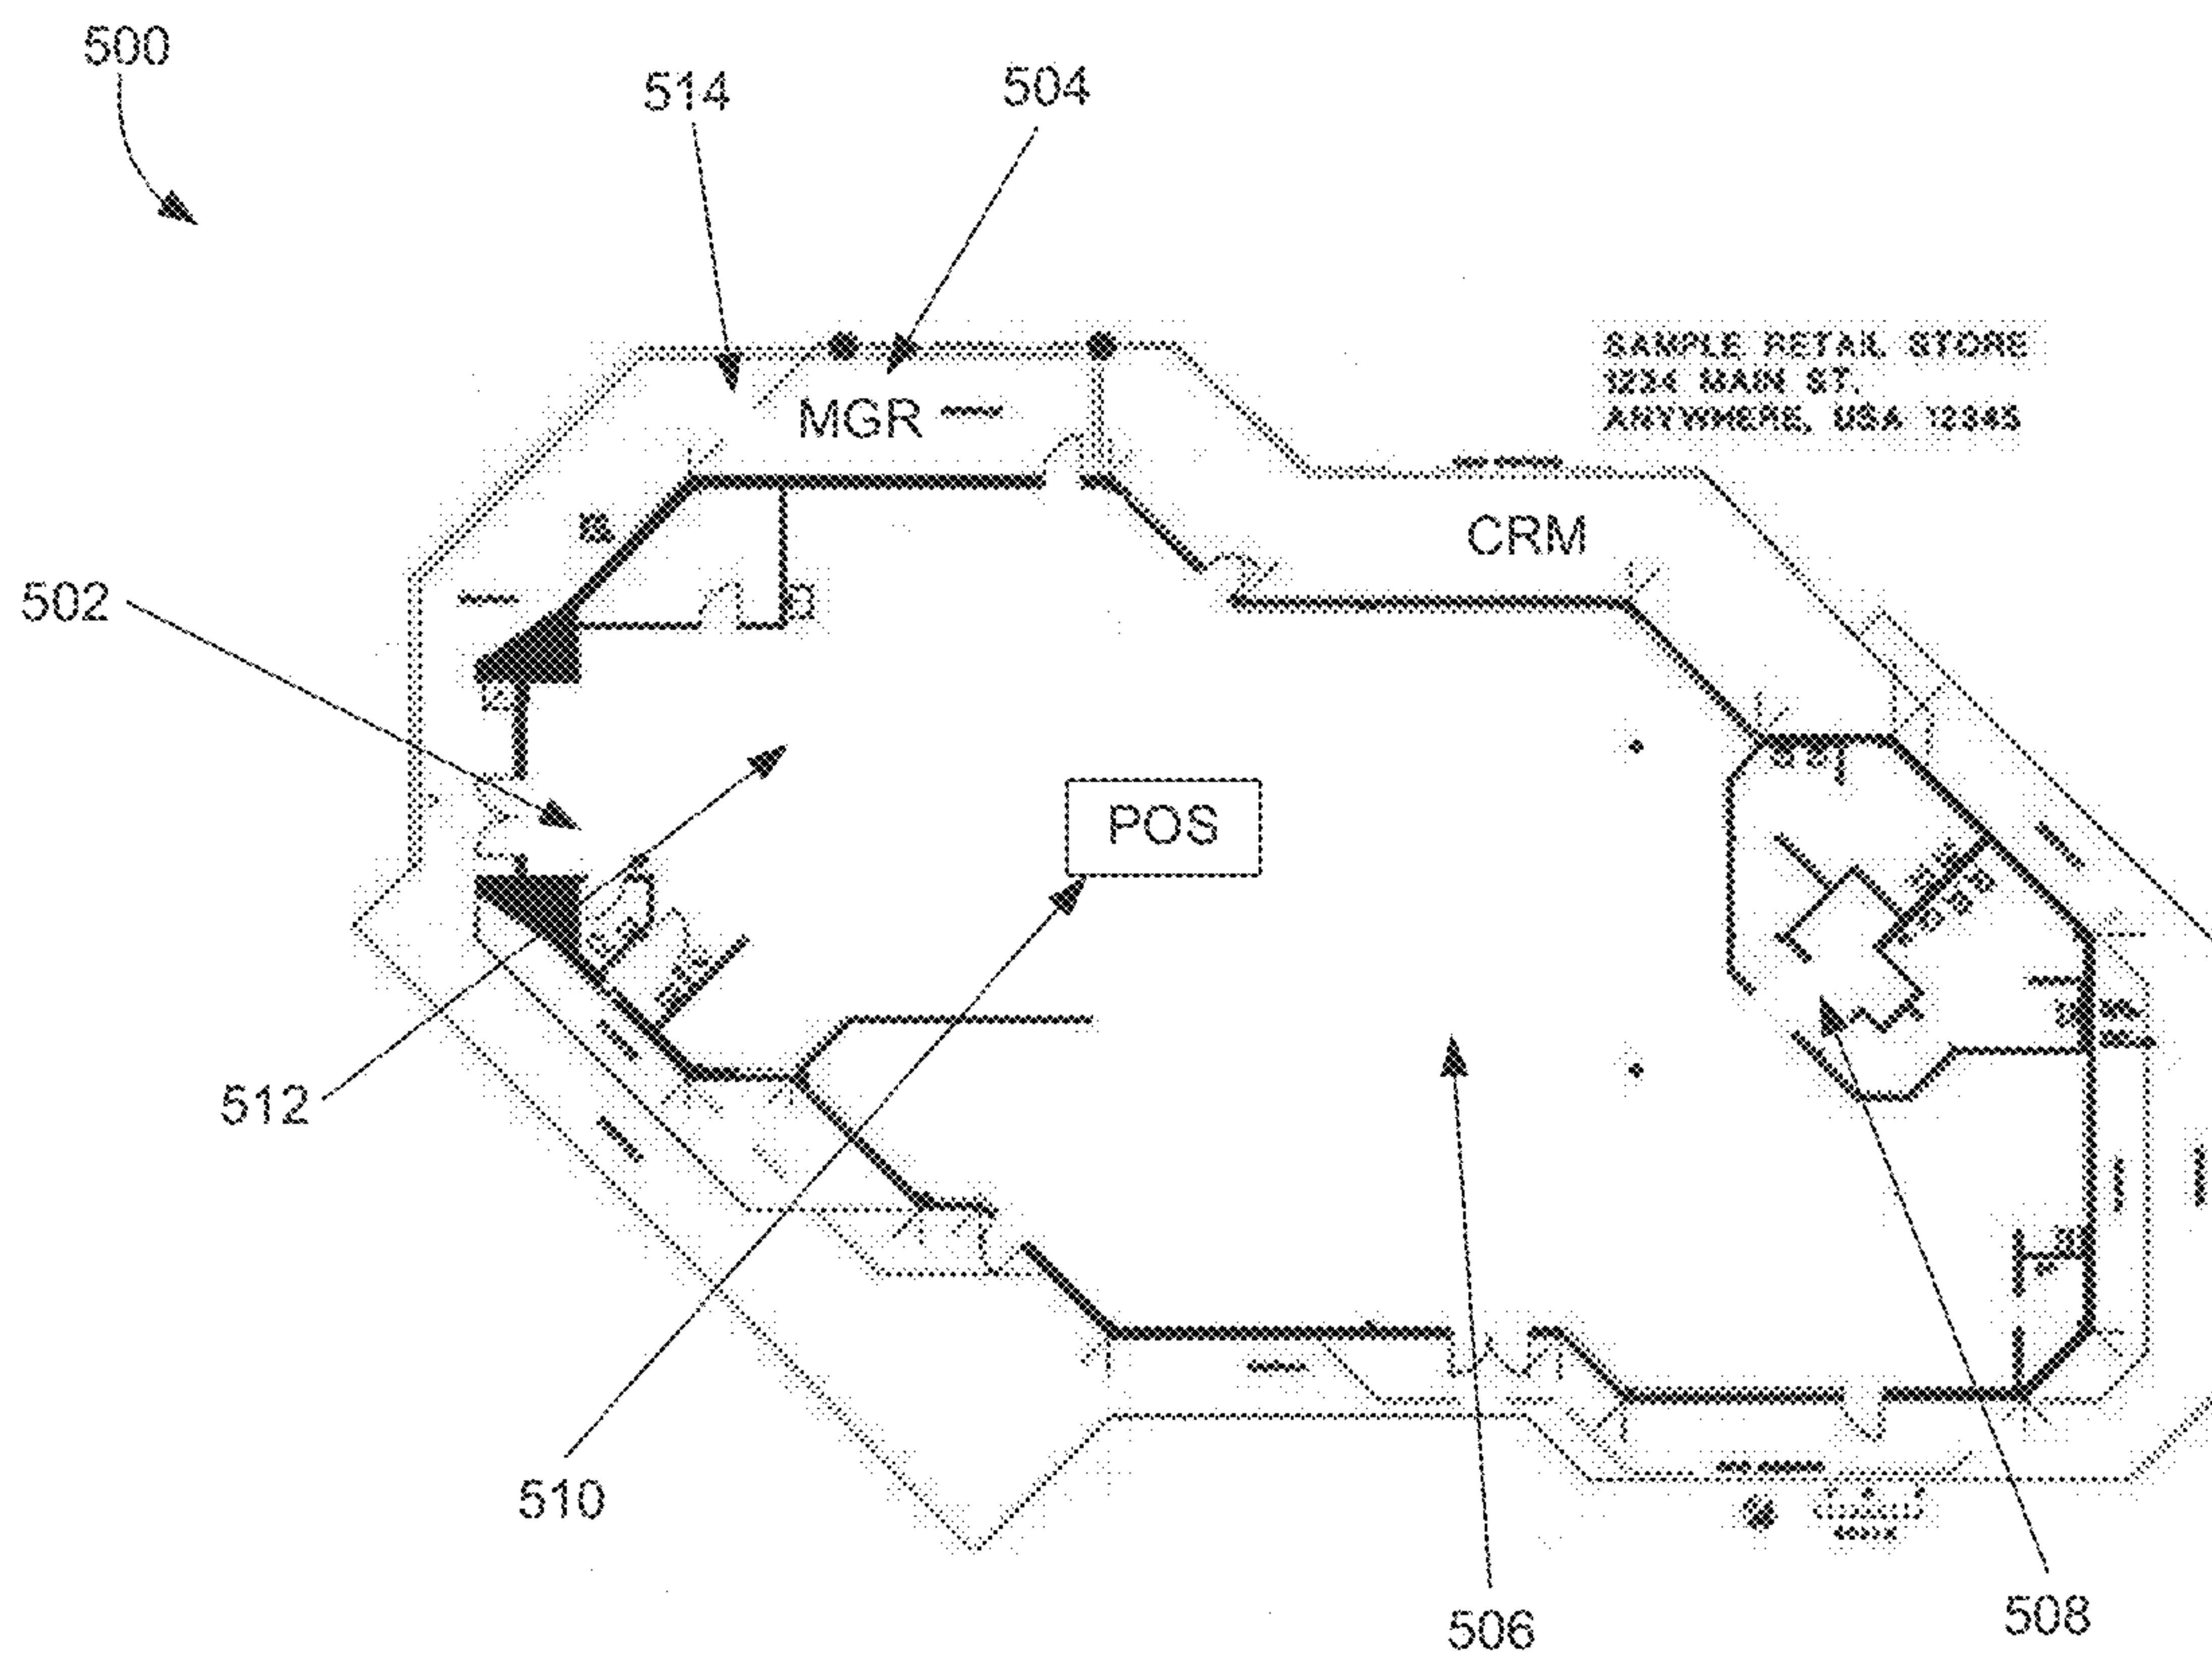 500
514
504
SAMPLE RETAIL STORE
1234 MAIN ST.
ANYWHERE, USA 12345
MGR
CRM
502
POS
512
510
506
508